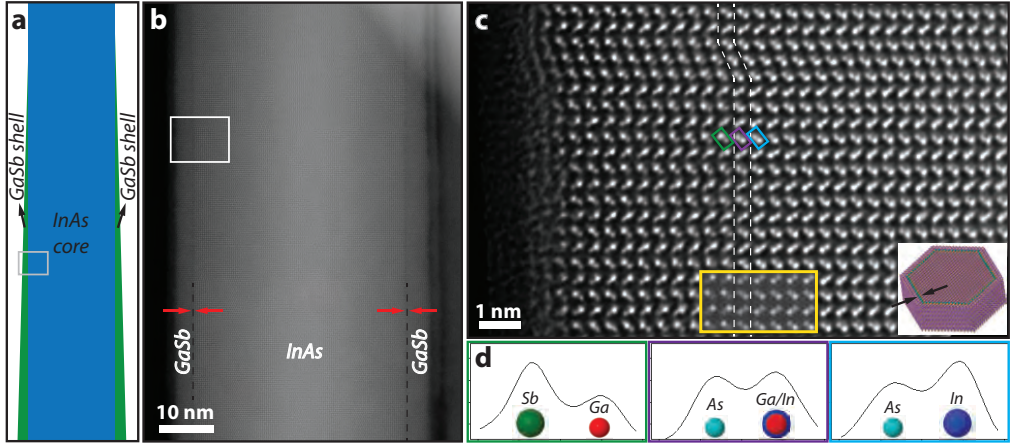 a
GaSb shell
GaSb shell
InAs
core
b
GaSb
InAs
GaSb
10 nm
c
1 nm
d
Sb
Ga
As
Ga/In
As
In